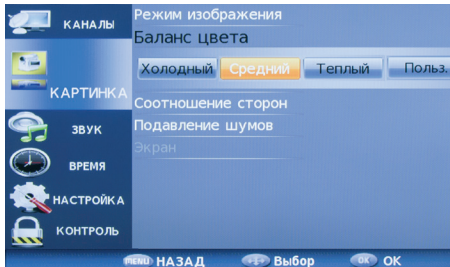 КАНАЛЫ
КАРТИНКА
ЗВУК
ВРЕМЯ
НАСТРОЙКА
КОНТРОЛЬ
Режим изображения
Баланс цвета
Холодный Средний Теплый Польз.
Соотношение сторон
Подавление шумов
Экран
MENU НАЗАД Выбор OK OK